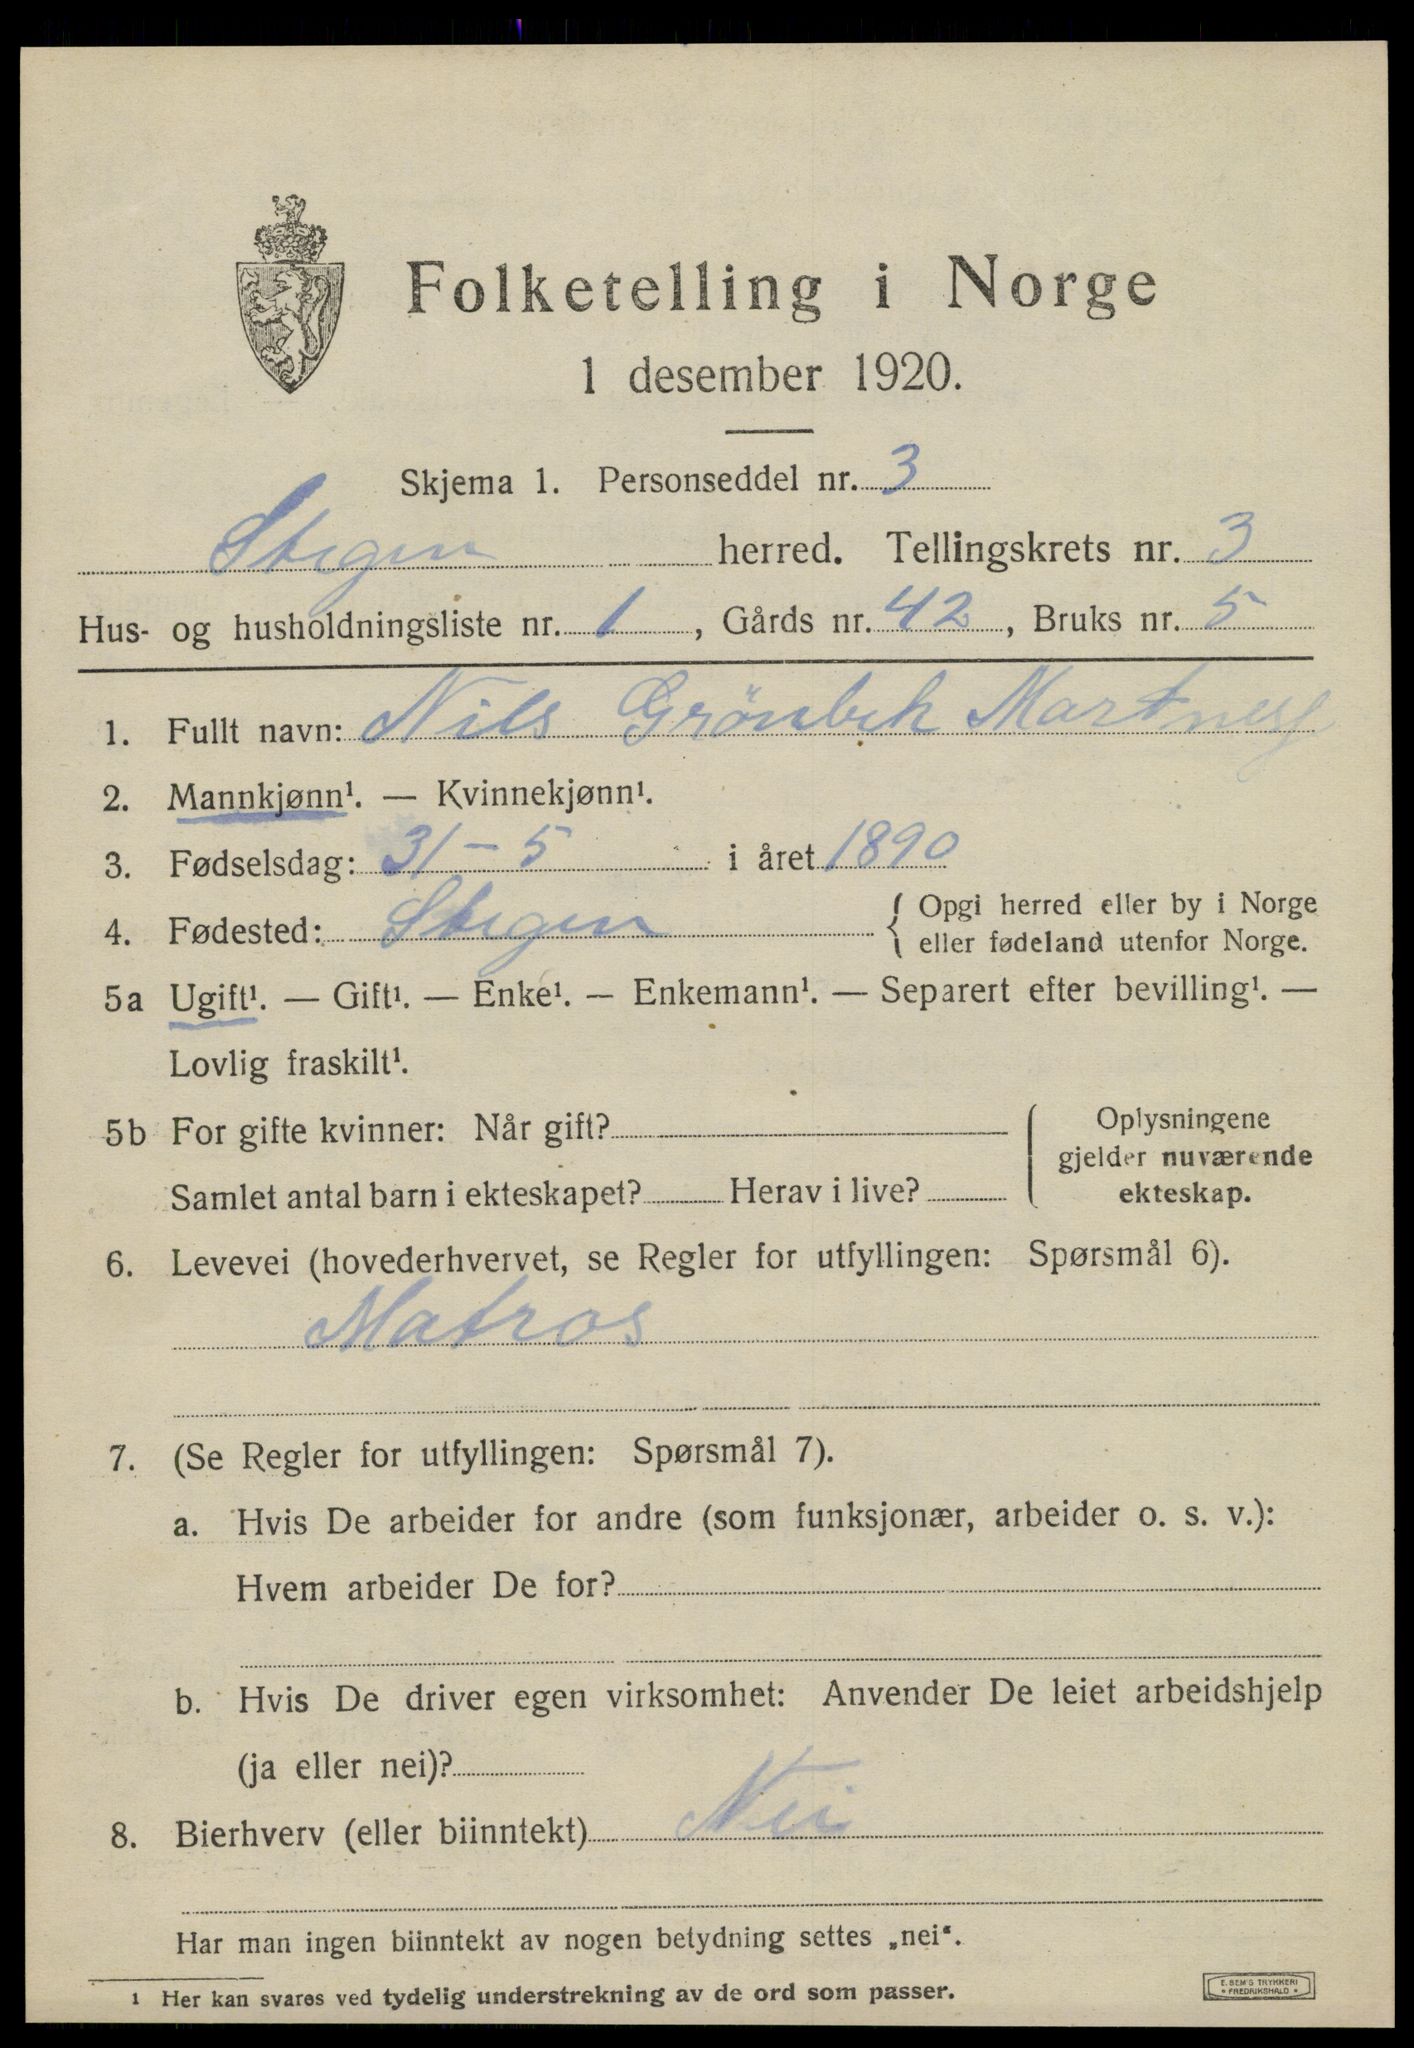 Folketelling i Norge
1 desember 1920.
Skjema 1. Personseddel nr. 3
Stegen herred. Tellingskrets nr. 3
Hus- og husholdningsliste nr. 1, Gårds nr. 42, Bruks nr. 5
1. Fullt navn: Nils Grönbek
2. Mannkjønn¹. — Kvinnekjønn¹.
3. Fødselsdag: 31-5 i året 1890
4. Fødested: Stegen { Opgi herred eller by i Norge
eller fødeland utenfor Norge.
5a Ugift¹. — Gift¹. — Enke¹. — Enkemann¹. — Separert efter bevilling¹. —
Lovlig fraskilt¹.
5b For gifte kvinner: Når gift?
Samlet antal barn i ekteskapet? Herav i live?
Oplysningene
gjelder nuværende
ekteskap.
6. Levevei (hovederhvervet, se Regler for utfyllingen: Spørsmål 6).
Matros
7. (Se Regler for utfyllingen: Spørsmål 7).
a. Hvis De arbeider for andre (som funksjonær, arbeider o. s. v.):
Hvem arbeider De for?
b. Hvis De driver egen virksomhet: Anvender De leiet arbeidshjelp
(ja eller nei)?
8. Bierhverv (eller biinntekt) Nei
Har man ingen biinntekt av nogen betydning settes „nei“.
1 Her kan svares ved tydelig understrekning av de ord som passer.
E. SEM'S TRYKKERI
• FREDRIKSHALD •